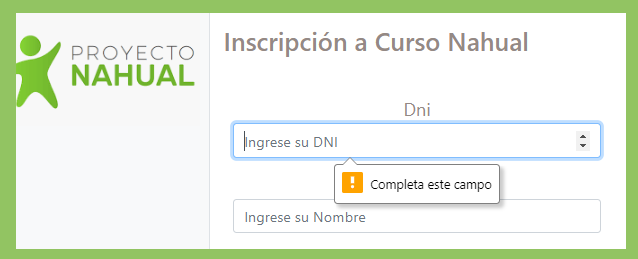 PROYECTO
NAHUAL
Inscripción a Curso Nahual
Dni
Ingrese su DNI
! Completa este campo
Ingrese su Nombre